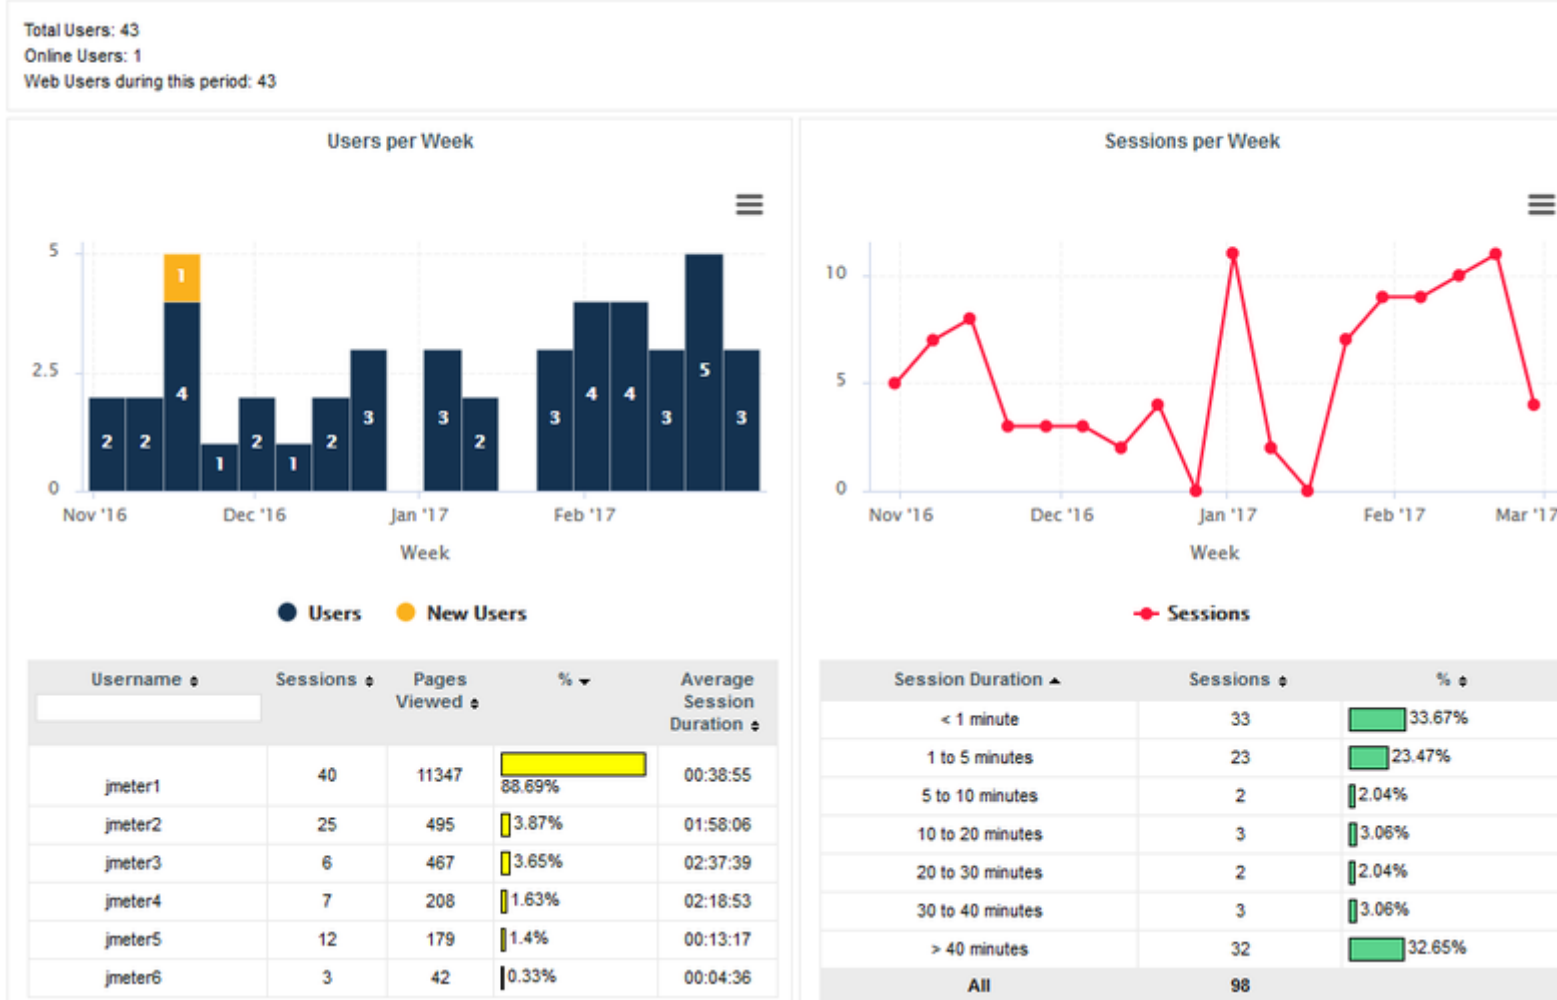 Total Users: 43
Online Users: 1
Web Users during this period: 43
Users per Week
5
2.5
0
2 2 4 1 1 2 1 2 3 3 2 3 4 4 3 5 3
Nov '16 Dec '16 Jan '17 Feb '17
Week
Users New Users
Username Sessions Pages Viewed % Average Session Duration
jmeter1 40 11347 88.69% 00:38:55
jmeter2 25 495 3.87% 01:58:06
jmeter3 6 467 3.65% 02:37:39
jmeter4 7 208 1.63% 02:18:53
jmeter5 12 179 1.4% 00:13:17
jmeter6 3 42 0.33% 00:04:36
Sessions per Week
10
5
0
Nov '16 Dec '16 Jan '17 Feb '17 Mar '17
Week
Sessions
Session Duration Sessions %
< 1 minute 33 33.67%
1 to 5 minutes 23 23.47%
5 to 10 minutes 2 2.04%
10 to 20 minutes 3 3.06%
20 to 30 minutes 2 2.04%
30 to 40 minutes 3 3.06%
> 40 minutes 32 32.65%
All 98